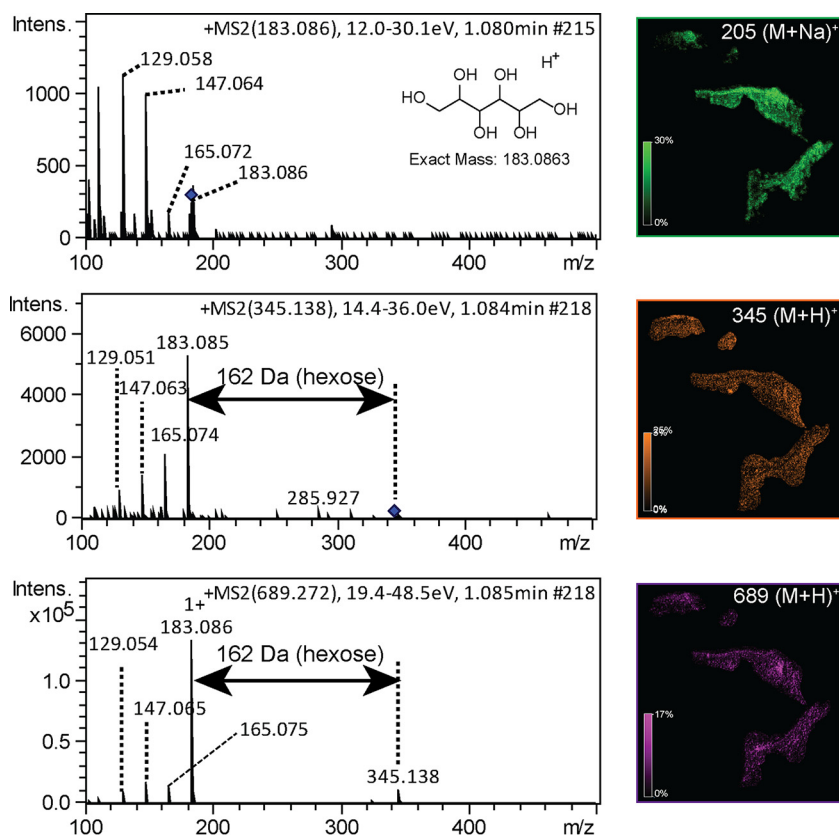 Intens.
+MS2(183.086), 12.0-30.1eV, 1.080min #215
129.058
147.064
165.072
183.086
1000
500
0
100
200
300
400
m/z
OH OH H+
HO OH
OH OH
Exact Mass: 183.0863
205 (M+Na)+
30%
0%
Intens.
+MS2(345.138), 14.4-36.0eV, 1.084min #218
6000
4000
2000
0
183.085
129.051
162 Da (hexose)
147.063
165.074
285.927
100
200
300
400
m/z
345 (M+H)+
Intens.
x10⁵
+MS2(689.272), 19.4-48.5eV, 1.085min #218
1+
183.086
129.054
162 Da (hexose)
147.065
165.075
345.138
1.0
0.5
0.0
100
200
300
400
m/z
689 (M+H)+
17%
0%